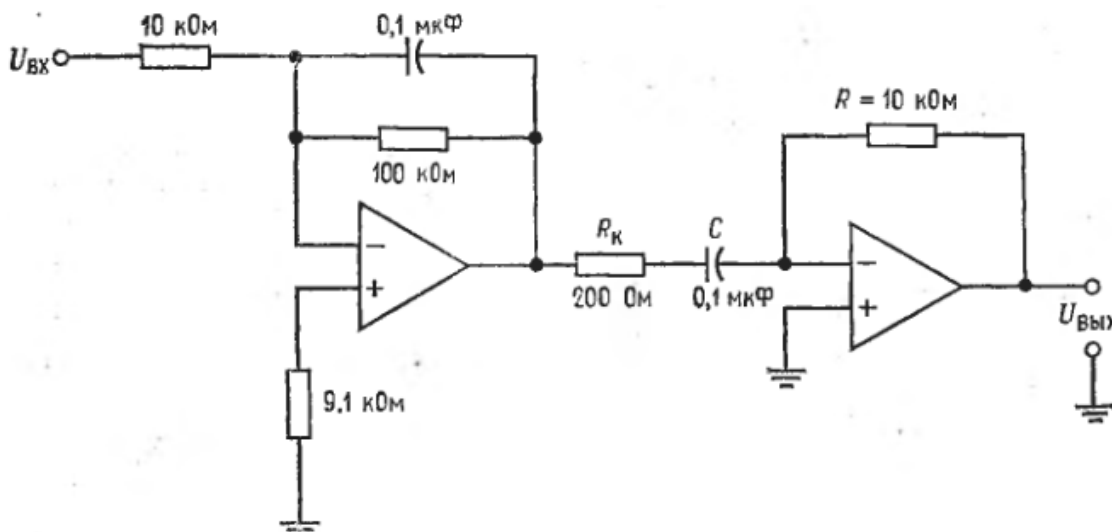 10 кОм
0,1 мкФ
U_ВХ
100 кОм
R = 10 кОм
−
+
R_К
C
200 Ом
0,1 мкФ
−
+
U_ВЫХ
9.1 кОм